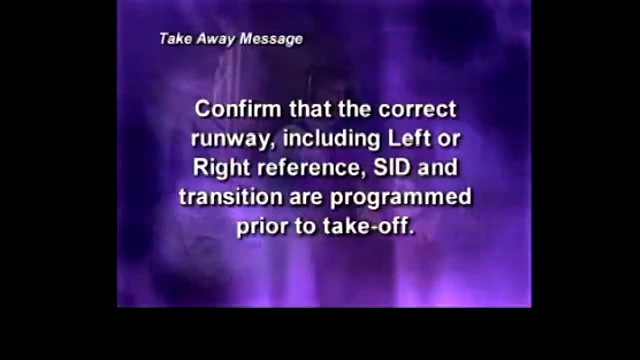 Take Away Message
Confirm that the correct
runway, including Left or
Right reference, SID and
transition are programmed
prior to take-off.